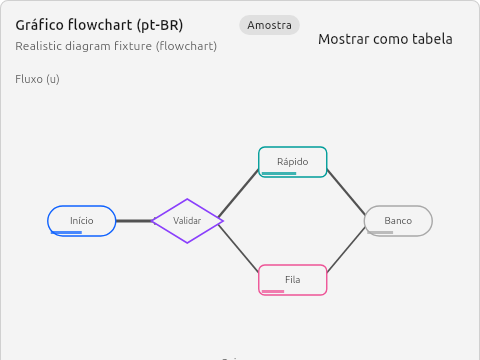 Gráfico flowchart (pt-BR)
Amostra
Mostrar como tabela
Realistic diagram fixture (flowchart)
Fluxo (u)
Rápido
Início
Validar
Banco
Fila